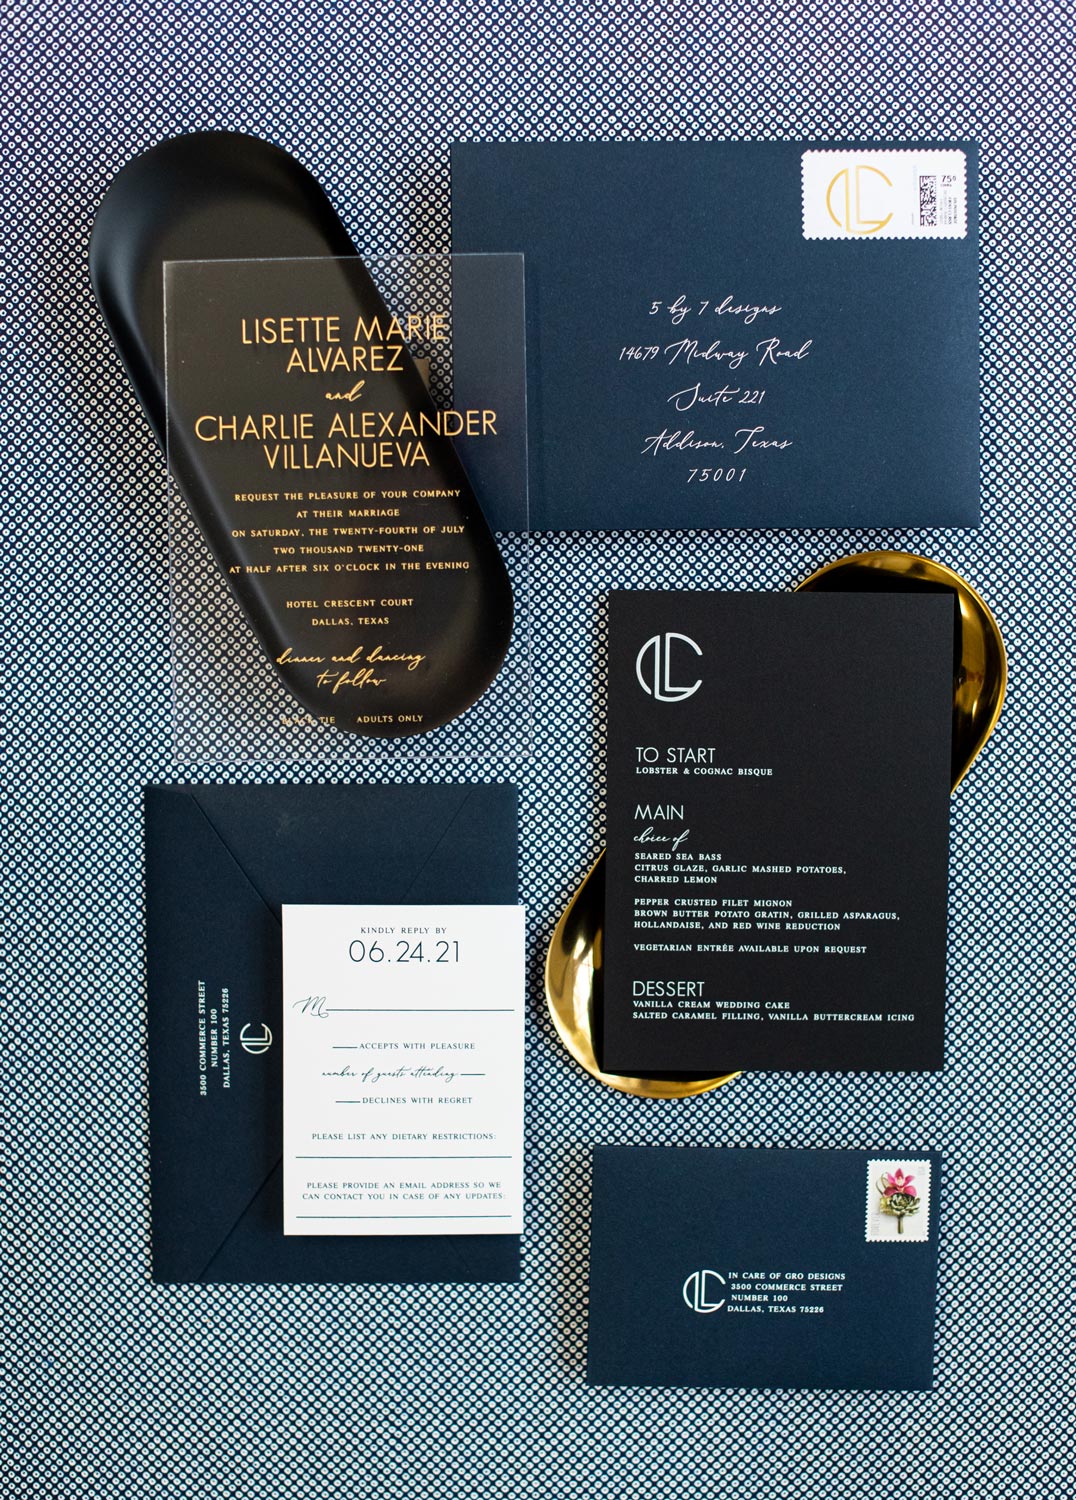 LISETTE MARIE
ALVAREZ
and
CHARLIE ALEXANDER
VILLANUEVA
REQUEST THE PLEASURE OF YOUR COMPANY
AT THEIR MARRIAGE
ON SATURDAY, THE TWENTY-FOURTH OF JULY
TWO THOUSAND TWENTY-ONE
AT HALF AFTER SIX O'CLOCK IN THE EVENING
HOTEL CRESCENT COURT
DALLAS, TEXAS
dinner and dancing
to follow
BLACK TIE ADULTS ONLY
LC
75¢
5 by 7 designs
14679 Midway Road
Suite 221
Addison, Texas
75001
LC
TO START
LOBSTER & COGNAC BISQUE
MAIN
choice of
SEARED SEA BASS
CITRUS GLAZE, GARLIC MASHED POTATOES,
CHARRED LEMON
PEPPER CRUSTED FILET MIGNON
BROWN BUTTER POTATO GRATIN, GRILLED ASPARAGUS,
HOLLANDAISE, AND RED WINE REDUCTION
VEGETARIAN ENTRÉE AVAILABLE UPON REQUEST
DESSERT
VANILLA CREAM WEDDING CAKE
SALTED CARAMEL FILLING, VANILLA BUTTERCREAM ICING
3500 COMMERCE STREET
NUMBER 100
DALLAS, TEXAS 75226
LC
KINDLY REPLY BY
06.24.21
M
ACCEPTS WITH PLEASURE
number of guests attending
DECLINES WITH REGRET
PLEASE LIST ANY DIETARY RESTRICTIONS:
PLEASE PROVIDE AN EMAIL ADDRESS SO WE
CAN CONTACT YOU IN CASE OF ANY UPDATES:
LC
IN CARE OF GRO DESIGNS
3500 COMMERCE STREET
NUMBER 100
DALLAS, TEXAS 75226